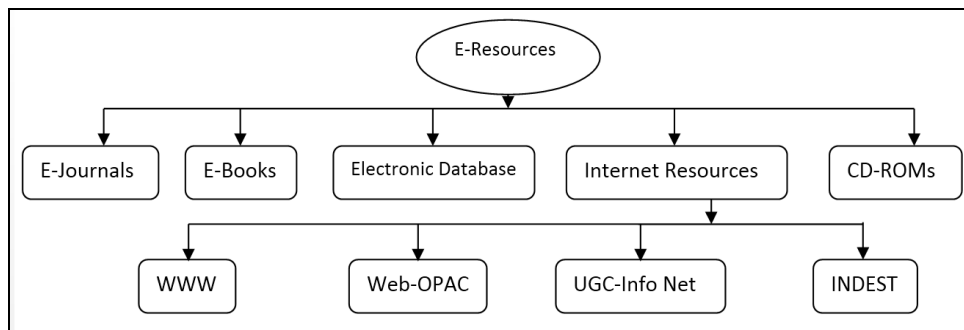 E-Resources
E-Journals
E-Books
Electronic Database
Internet Resources
CD-ROMs
WWW
Web-OPAC
UGC-Info Net
INDEST